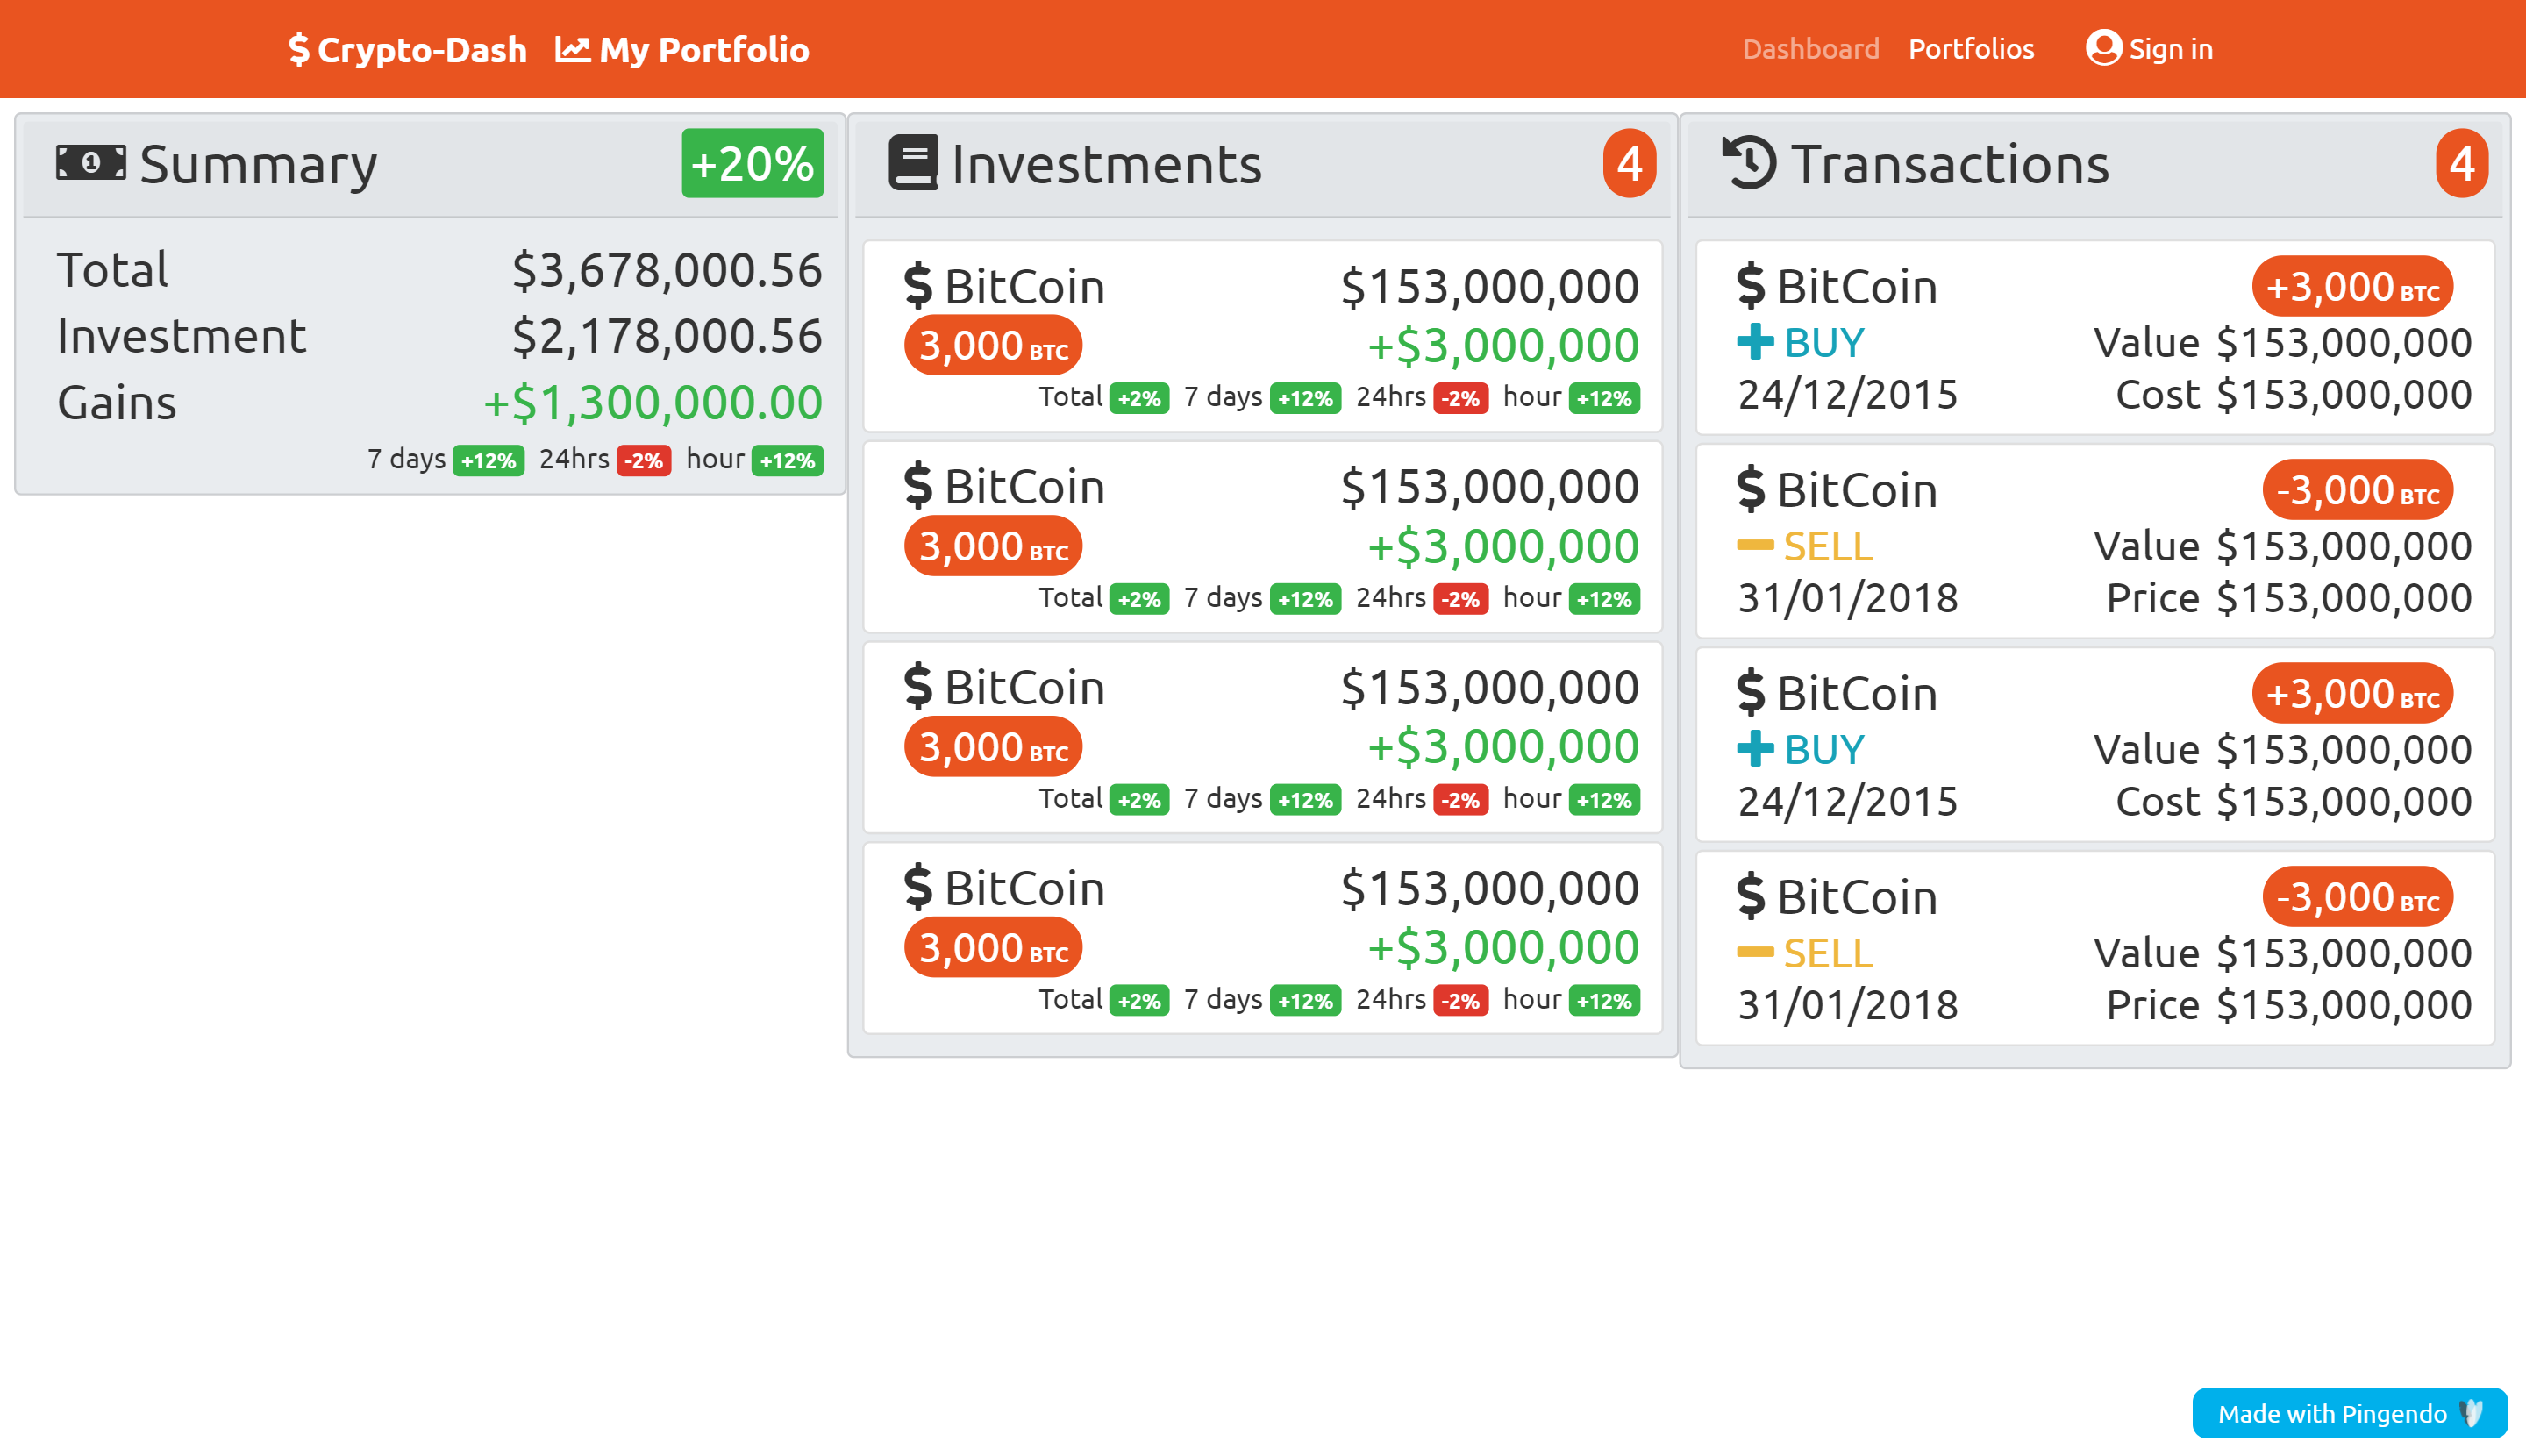 $ Crypto-Dash My Portfolio Dashboard Portfolios Sign in
Summary +20%
Total $3,678,000.56
Investment $2,178,000.56
Gains +$1,300,000.00
7 days +12% 24hrs -2% hour +12%
Investments 4
$ BitCoin $153,000,000
3,000 BTC +$3,000,000
Total +2% 7 days +12% 24hrs -2% hour +12%
$ BitCoin $153,000,000
3,000 BTC +$3,000,000
Total +2% 7 days +12% 24hrs -2% hour +12%
$ BitCoin $153,000,000
3,000 BTC +$3,000,000
Total +2% 7 days +12% 24hrs -2% hour +12%
$ BitCoin $153,000,000
3,000 BTC +$3,000,000
Total +2% 7 days +12% 24hrs -2% hour +12%
Transactions 4
$ BitCoin +3,000 BTC
+ BUY Value $153,000,000
24/12/2015 Cost $153,000,000
$ BitCoin -3,000 BTC
- SELL Value $153,000,000
31/01/2018 Price $153,000,000
$ BitCoin +3,000 BTC
+ BUY Value $153,000,000
24/12/2015 Cost $153,000,000
$ BitCoin -3,000 BTC
- SELL Value $153,000,000
31/01/2018 Price $153,000,000
Made with Pingendo